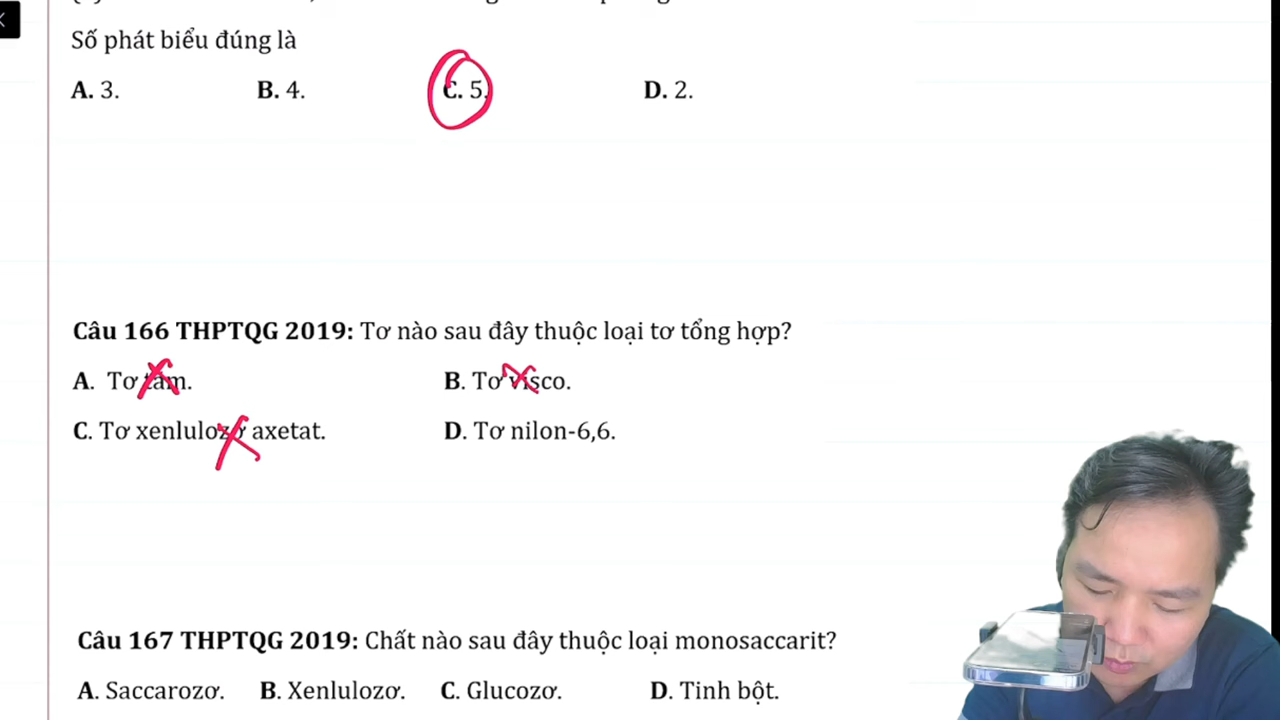 Số phát biểu đúng là
A. 3. B. 4. C. 5. D. 2.
Câu 166 THPTQG 2019: Tơ nào sau đây thuộc loại tơ tổng hợp?
A. Tơ tằm. B. Tơ visco.
C. Tơ xenlulozơ axetat. D. Tơ nilon-6,6.
Câu 167 THPTQG 2019: Chất nào sau đây thuộc loại monosaccarit?
A. Saccarozơ. B. Xenlulozơ. C. Glucozơ. D. Tinh bột.